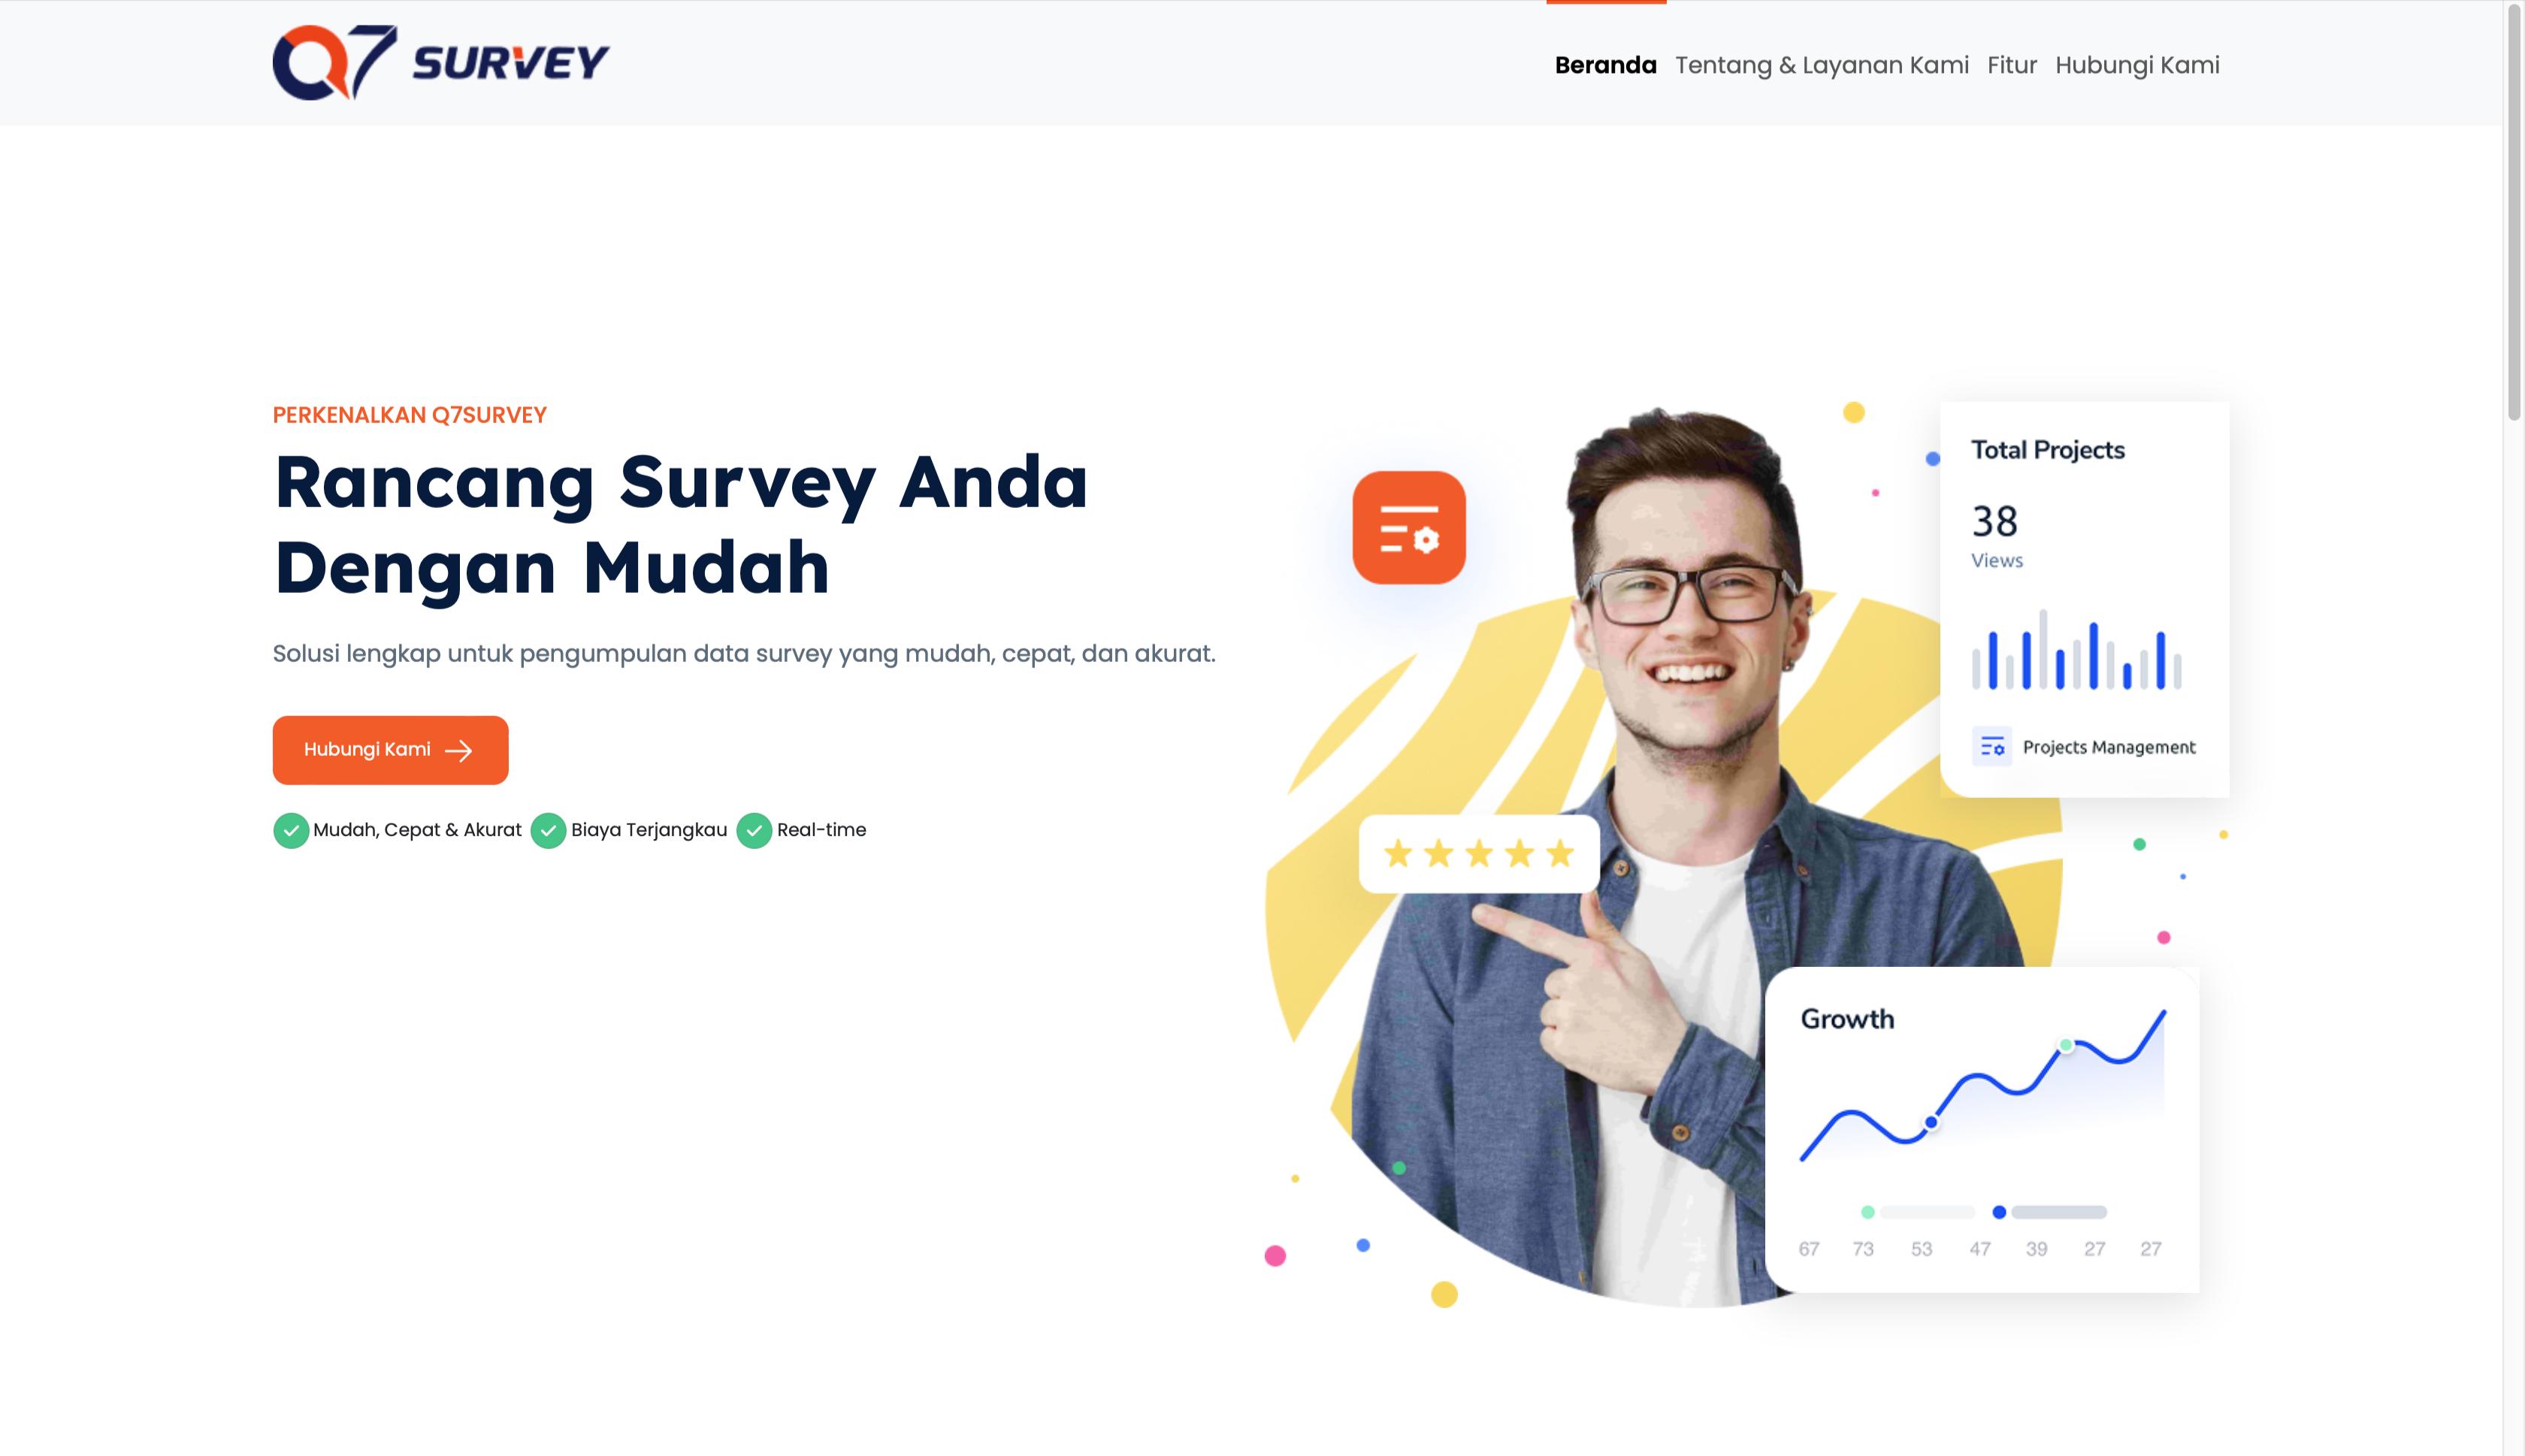 Q7 SURVEY
Beranda Tentang & Layanan Kami Fitur Hubungi Kami
PERKENALKAN Q7SURVEY
Rancang Survey Anda
Dengan Mudah
Solusi lengkap untuk pengumpulan data survey yang mudah, cepat, dan akurat.
Hubungi Kami
Mudah, Cepat & Akurat Biaya Terjangkau Real-time
Total Projects
38
Views
Projects Management
Growth
67 73 53 47 39 27 27